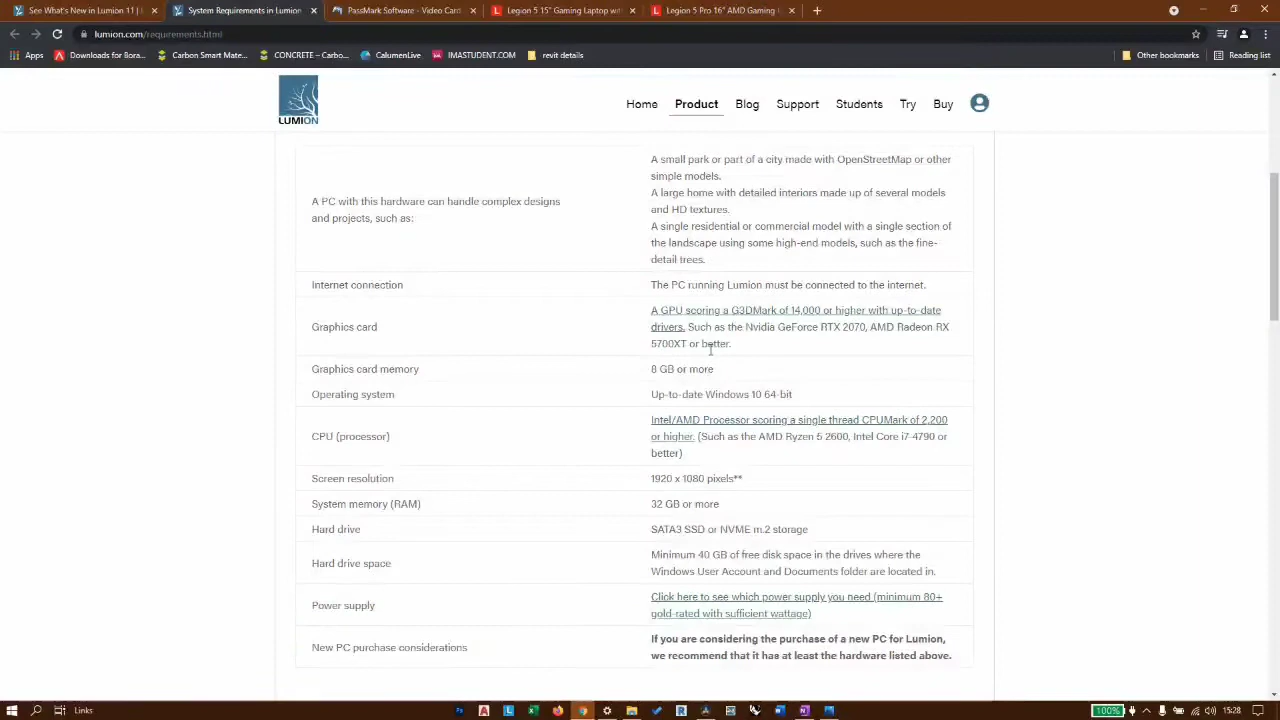 See What's New in Lumion 11 |
System Requirements in Lumion
PassMark Software - Video Card
Legion 5 15" Gaming Laptop with
Legion 5 Pro 16" AMD Gaming L
lumion.com/requirements.html
Apps
Downloads for Bora...
Carbon Smart Mate...
CONCRETE – Carbo...
CalumenLive
IMASTUDENT.COM
revit details
Other bookmarks
Reading list
LUMION
Home
Product
Blog
Support
Students
Try
Buy
A PC with this hardware can handle complex designs
and projects, such as:
A small park or part of a city made with OpenStreetMap or other
simple models.
A large home with detailed interiors made up of several models
and HD textures.
A single residential or commercial model with a single section of
the landscape using some high-end models, such as the fine-
detail trees.
Internet connection
The PC running Lumion must be connected to the internet.
Graphics card
A GPU scoring a G3DMark of 14,000 or higher with up-to-date
drivers. Such as the Nvidia GeForce RTX 2070, AMD Radeon RX
5700XT or better.
Graphics card memory
8 GB or more
Operating system
Up-to-date Windows 10 64-bit
CPU (processor)
Intel/AMD Processor scoring a single thread CPUMark of 2,200
or higher. (Such as the AMD Ryzen 5 2600, Intel Core i7-4790 or
better)
Screen resolution
1920 x 1080 pixels**
System memory (RAM)
32 GB or more
Hard drive
SATA3 SSD or NVME m.2 storage
Hard drive space
Minimum 40 GB of free disk space in the drives where the
Windows User Account and Documents folder are located in.
Power supply
Click here to see which power supply you need (minimum 80+
gold-rated with sufficient wattage)
New PC purchase considerations
If you are considering the purchase of a new PC for Lumion,
we recommend that it has at least the hardware listed above.
Links
100%
15:28